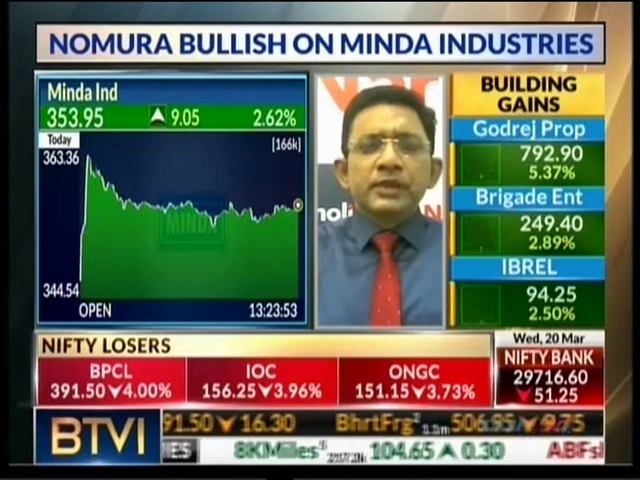 NOMURA BULLISH ON MINDA INDUSTRIES
Minda Ind
353.95 9.05 2.62%
Today
[166k]
363.36
MINDA
344.54
OPEN 13:23:53
BUILDING
GAINS
Godrej Prop
792.90
5.37%
Brigade Ent
249.40
2.89%
IBREL
94.25
2.50%
NIFTY LOSERS
BPCL
391.50▼4.00%
IOC
156.25▼3.96%
ONGC
151.15▼3.73%
Wed, 20 Mar
NIFTY BANK
29716.60
▼51.25
BTVI
91.50 ▼ 16.30 BhrtFrg 506.95 ▼ 9.75
IES 8KMiles 104.65 ▲ 0.30 ABFs